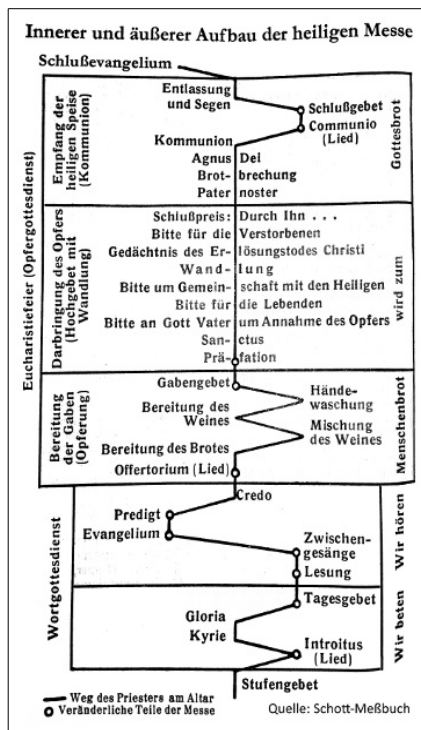 Innerer und äußerer Aufbau der heiligen Messe
Schlußevangelium
Entlassung
und Segen
Schlußgebet
Communio
(Lied)
Kommunion
Agnus Dei
Brot- brechung
Pater noster
Empfang der
heiligen Speise
(Kommunion)
Gottesbrot
Schlußpreis: Durch Ihn . . .
Bitte für die Verstorbenen
Gedächtnis des Er- lösungstodes Christi
Wand- lung
Bitte um Gemein- schaft mit den Heiligen
Bitte für die Lebenden
Bitte an Gott Vater um Annahme des Opfers
San- ctus
Prä- fation
Darbringung des Opfers
(Hochgebet mit
Wandlung)
wird zum
Eucharistiefeier (Opfergottesdienst)
Gabengebet
Hände-
waschung
Bereitung des
Weines
Mischung
des Weines
Bereitung des Brotes
Offertorium (Lied)
Bereitung
der Gaben
(Opferung)
Menschenbrot
Credo
Predigt
Evangelium
Zwischen-
gesänge
Lesung
Wir hören
Tagesgebet
Gloria
Kyrie
Introitus
(Lied)
Wir beten
Wortgottesdienst
Stufengebet
Weg des Priesters am Altar
Veränderliche Teile der Messe
Quelle: Schott-Meßbuch